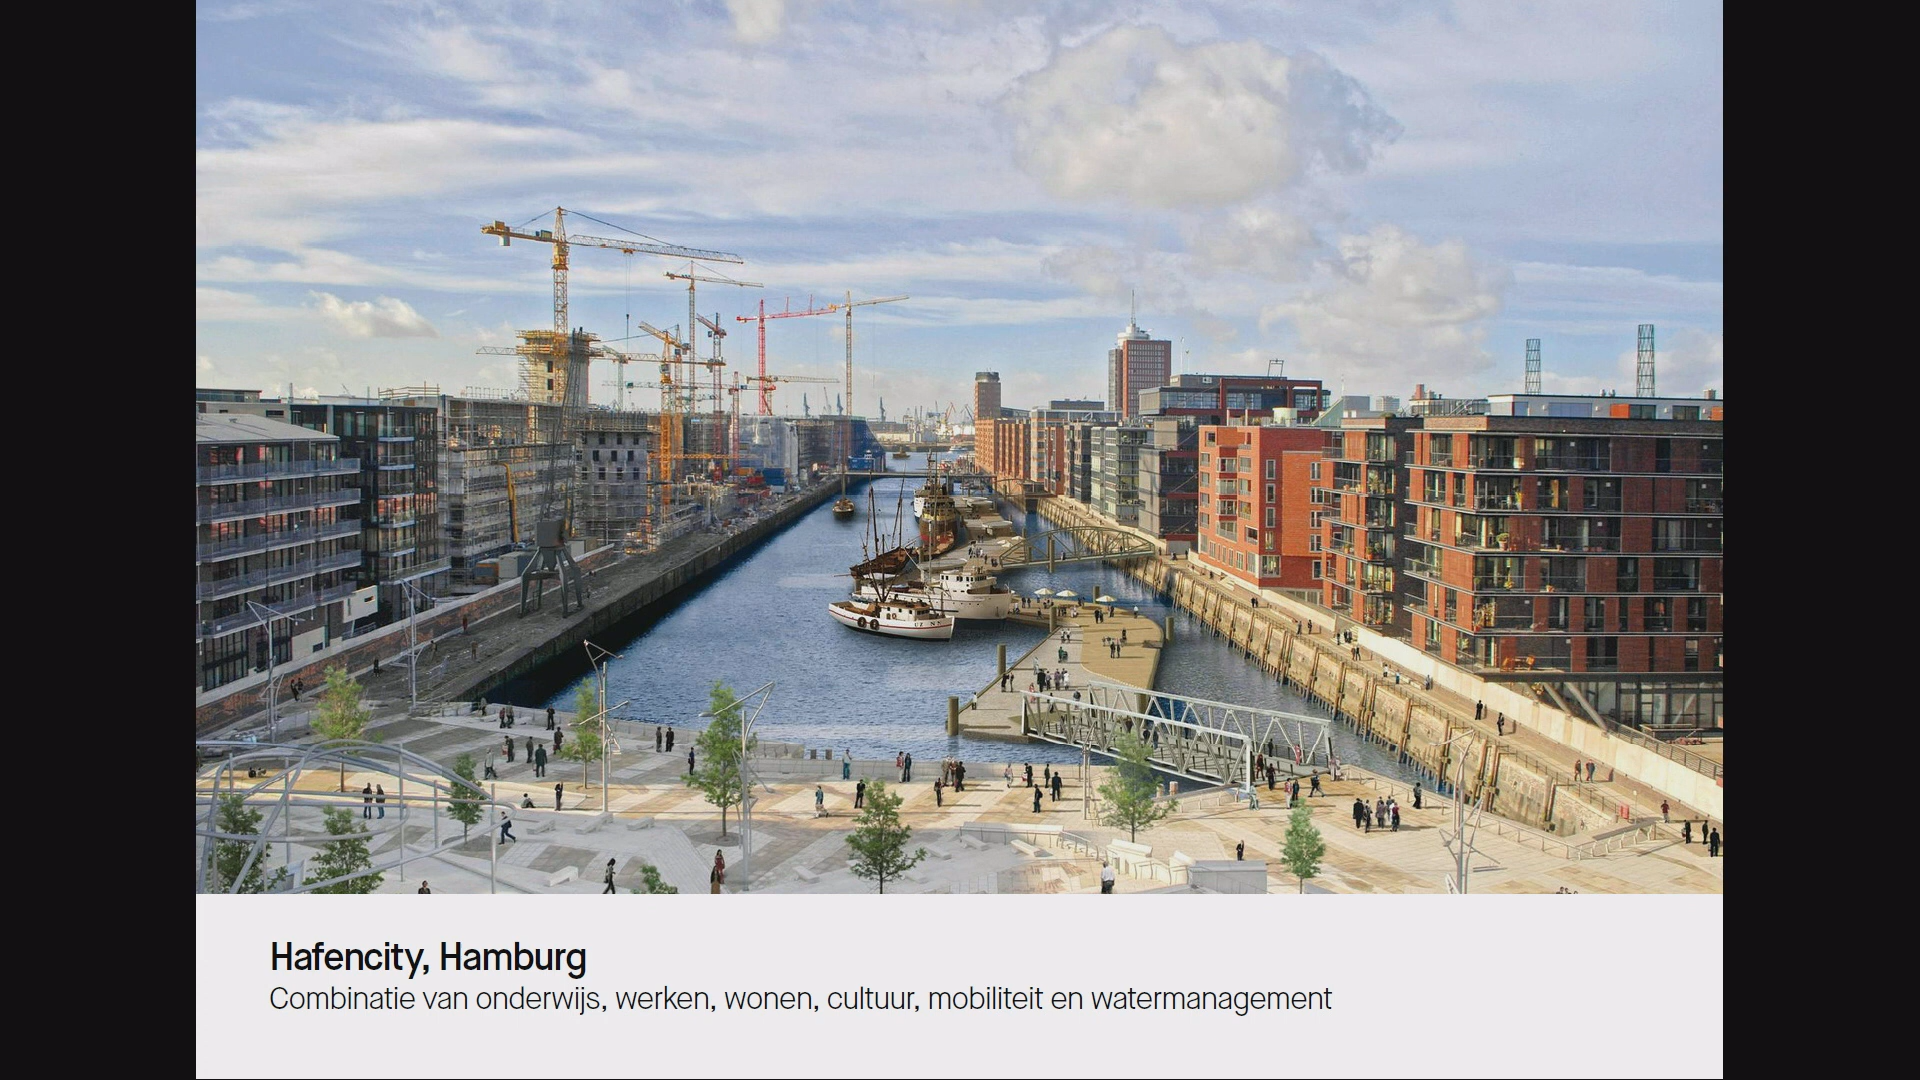 Hafencity, Hamburg
Combinatie van onderwijs, werken, wonen, cultuur, mobiliteit en watermanagement